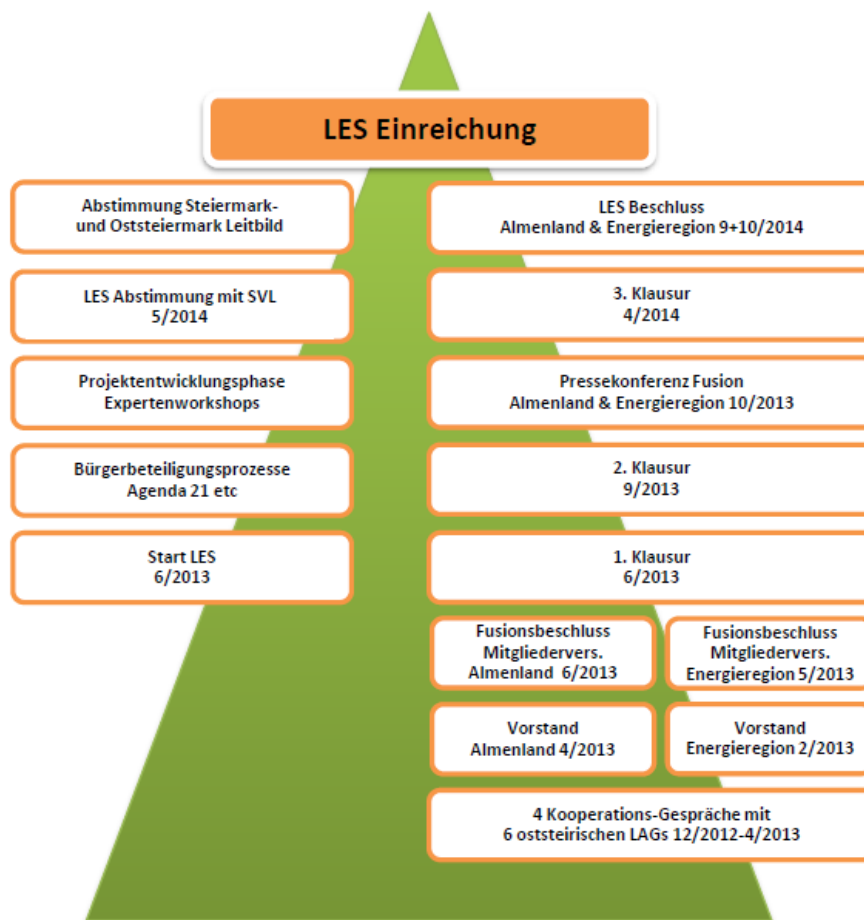 LES Einreichung
Abstimmung Steiermark-
und Oststeiermark Leitbild
LES Beschluss
Almenland & Energieregion 9+10/2014
LES Abstimmung mit SVL
5/2014
3. Klausur
4/2014
Projektentwicklungsphase
Expertenworkshops
Pressekonferenz Fusion
Almenland & Energieregion 10/2013
Bürgerbeteiligungsprozesse
Agenda 21 etc
2. Klausur
9/2013
Start LES
6/2013
1. Klausur
6/2013
Fusionsbeschluss
Mitgliedervers.
Almenland 6/2013
Fusionsbeschluss
Mitgliedervers.
Energieregion 5/2013
Vorstand
Almenland 4/2013
Vorstand
Energieregion 2/2013
4 Kooperations-Gespräche mit
6 oststeirischen LAGs 12/2012-4/2013